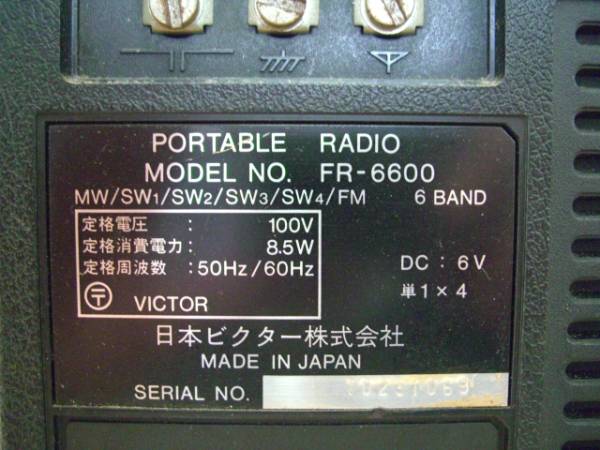 PORTABLE RADIO
MODEL NO. FR-6600
MW/SW1/SW2/SW3/SW4/FM 6 BAND
定格電圧 : 100V
定格消費電力 : 8.5W
定格周波数 : 50Hz/60Hz
〒 VICTOR
DC : 6V
単1×4
日本ビクター株式会社
MADE IN JAPAN
SERIAL NO.